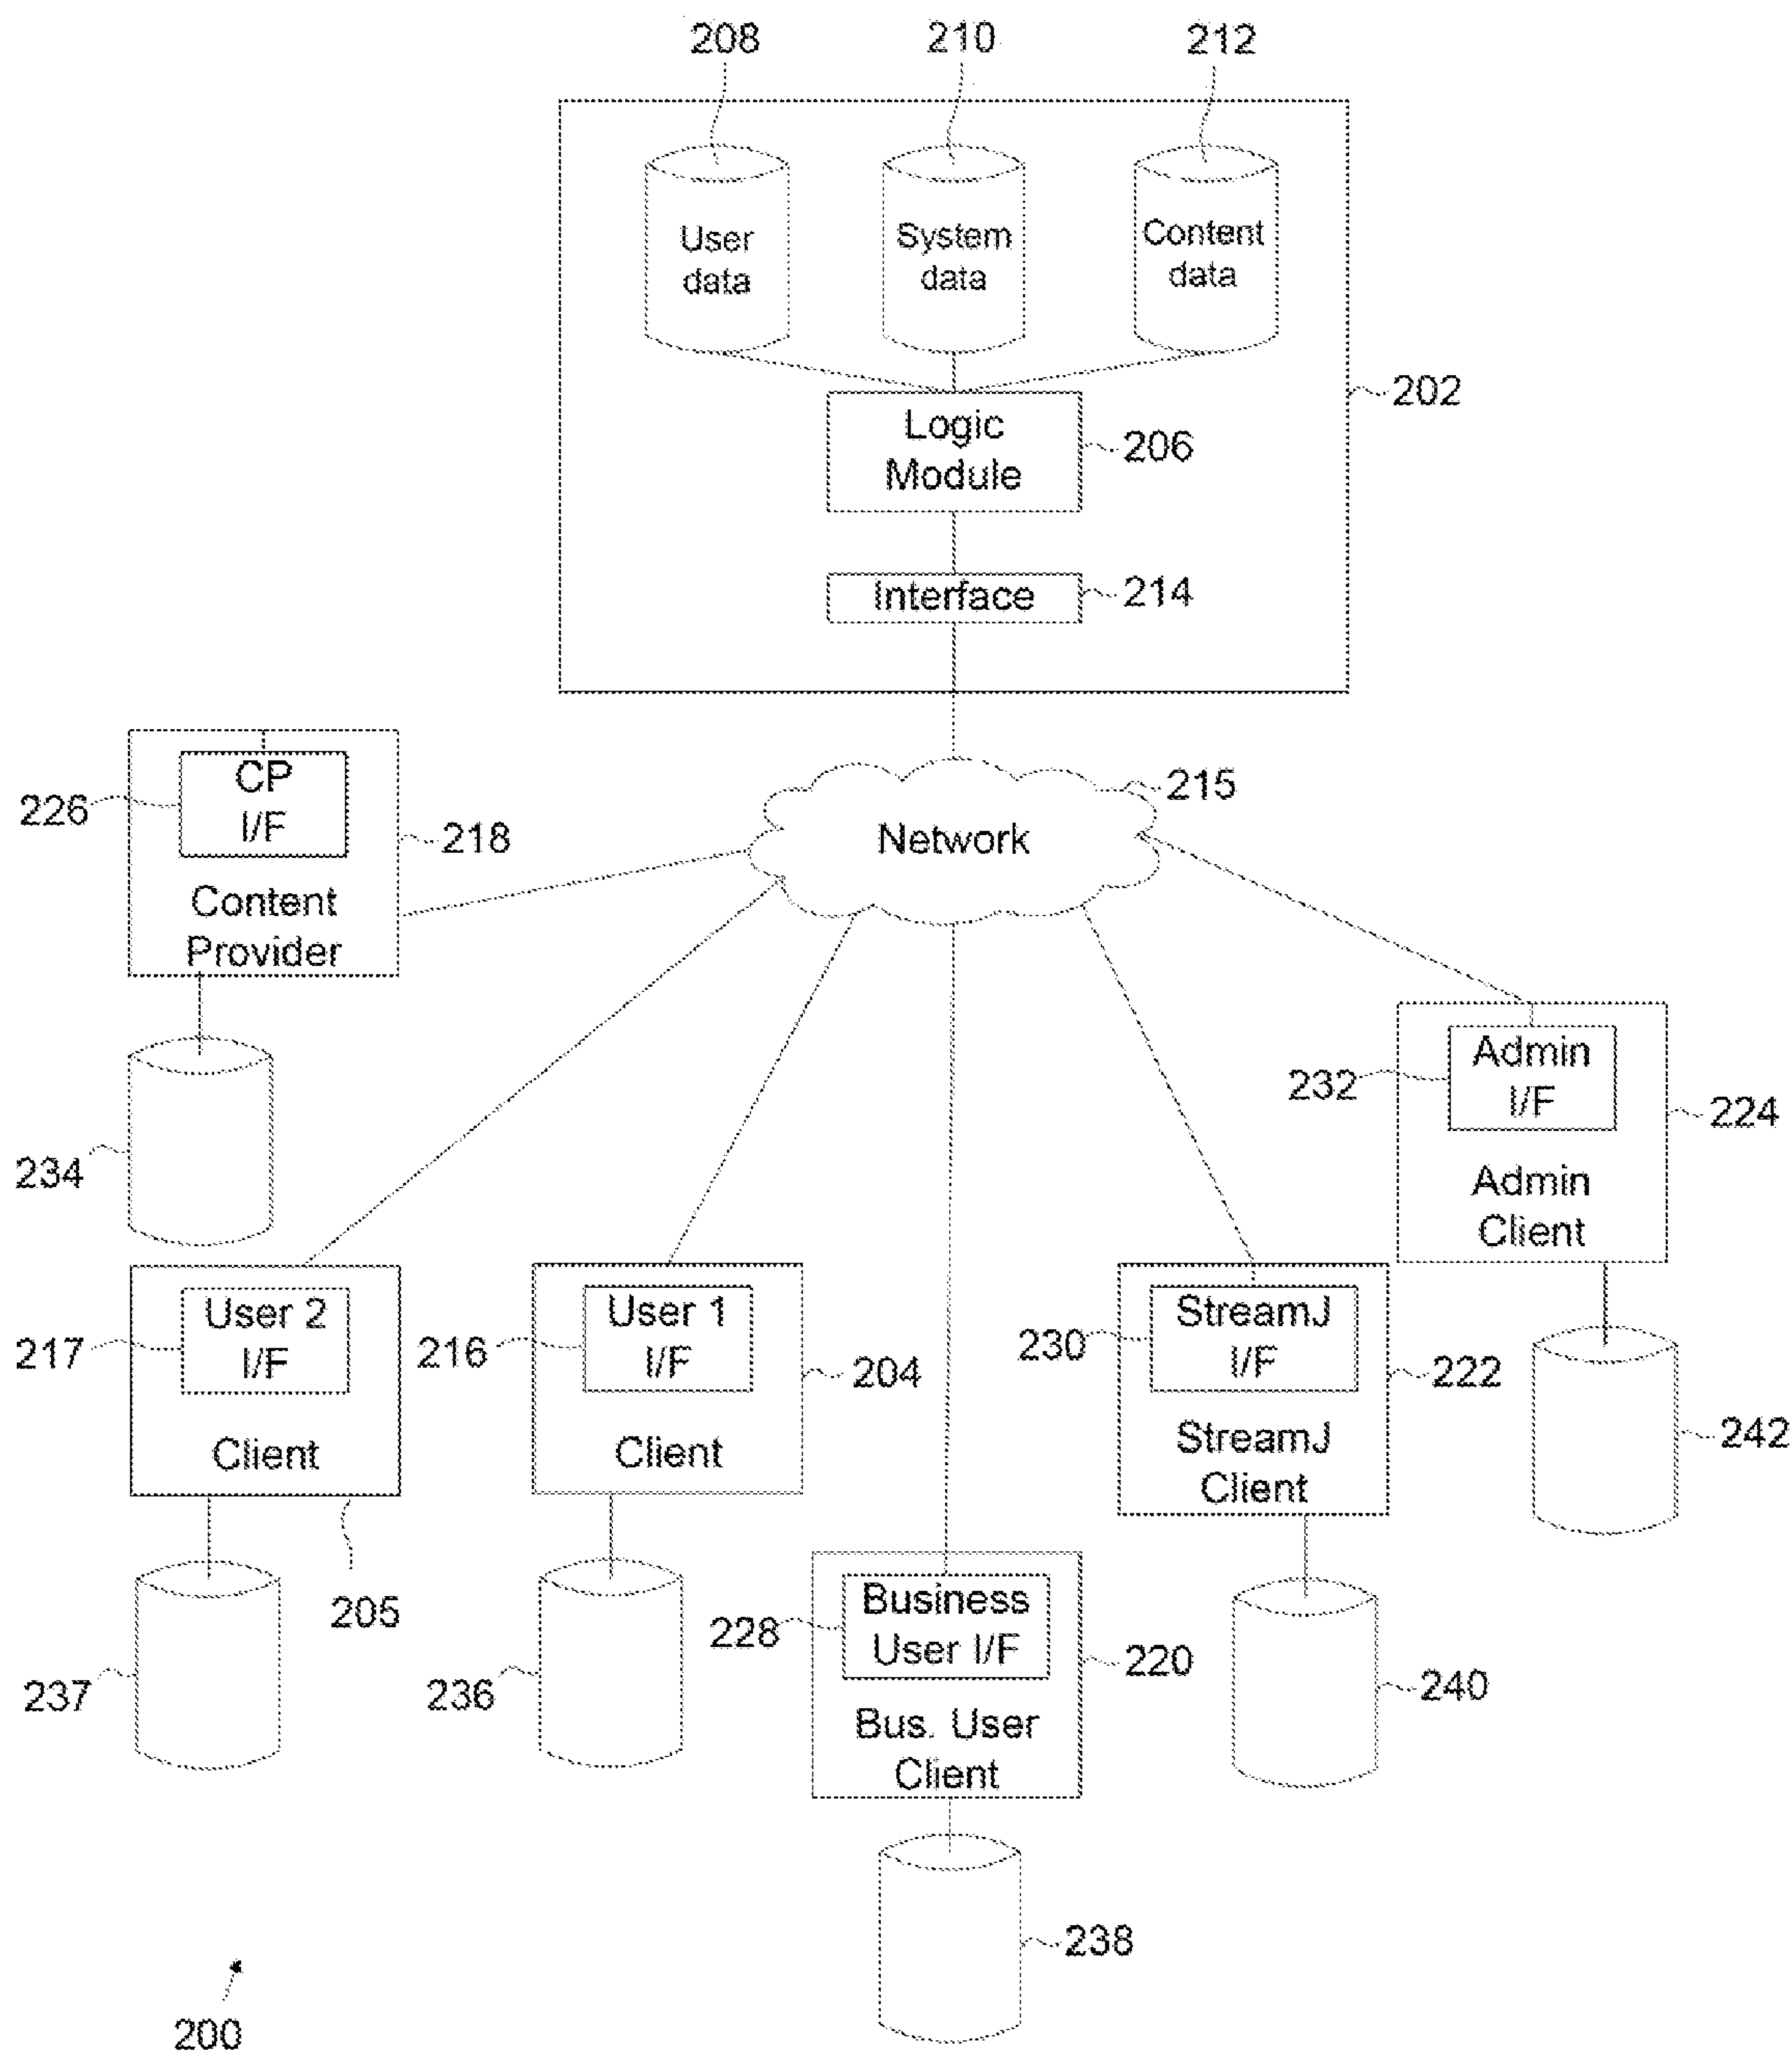 208
210
212
User
data
System
data
Content
data
202
Logic
Module
206
Interface
214
215
Network
CP
I/F
226
218
Content
Provider
234
Admin
I/F
232
224
Admin
Client
242
User 2
I/F
217
Client
205
237
User 1
I/F
216
204
Client
236
StreamJ
I/F
230
222
StreamJ
Client
240
Business
User I/F
228
220
Bus. User
Client
238
200